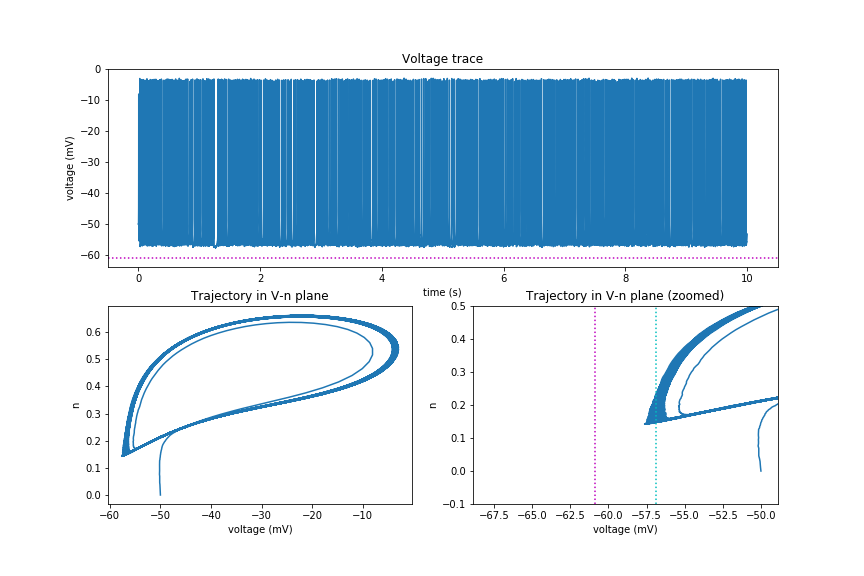 Voltage trace
0
−10
−20
−30
−40
−50
−60
voltage (mV)
0 2 4 6 8 10
time (s)
Trajectory in V-n plane
0.6
0.5
0.4
0.3
0.2
0.1
0.0
n
−60 −50 −40 −30 −20 −10
voltage (mV)
Trajectory in V-n plane (zoomed)
0.5
0.4
0.3
0.2
0.1
0.0
−0.1
n
−67.5 −65.0 −62.5 −60.0 −57.5 −55.0 −52.5 −50.0
voltage (mV)